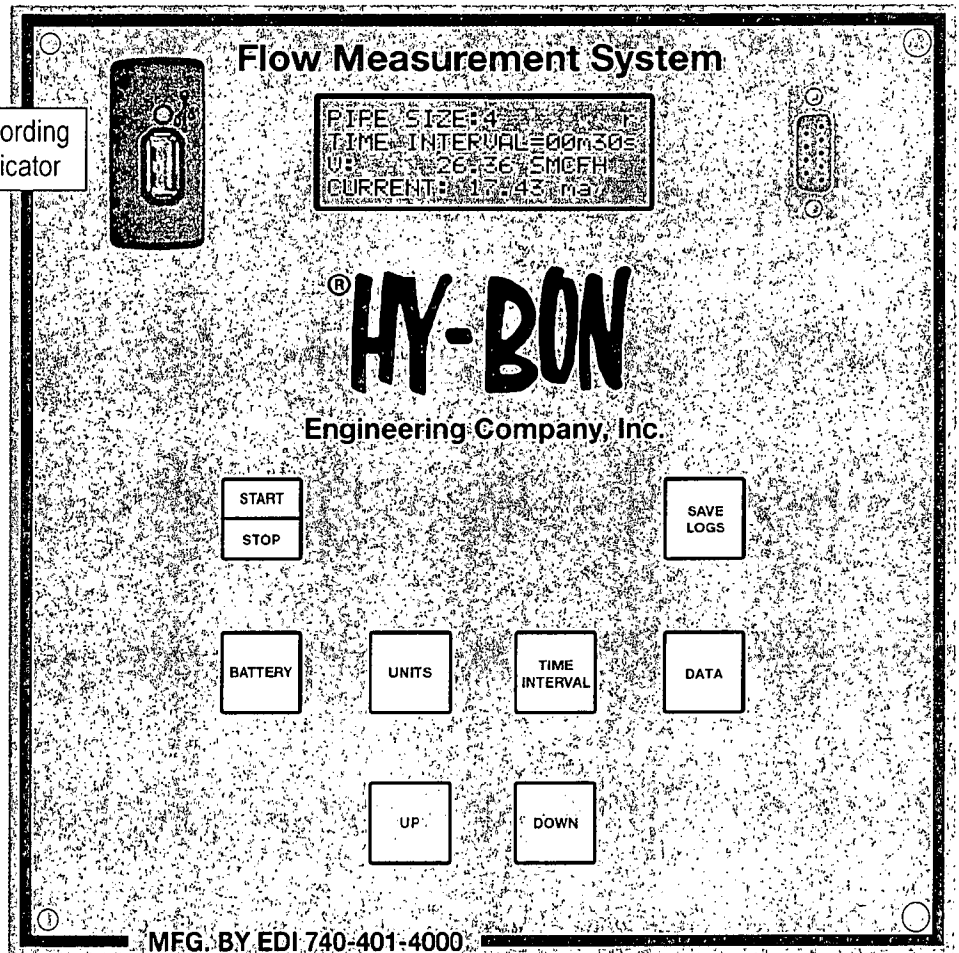 Flow Measurement System
ording
icator
PIPE SIZE:4 r
TIME INTERVAL=00m30s
V: 26.36 SMCFH
CURRENT: 17.43 ma
® HY-BON
Engineering Company, Inc.
START
STOP
SAVE
LOGS
BATTERY
UNITS
TIME
INTERVAL
DATA
UP
DOWN
MFG. BY EDI 740-401-4000